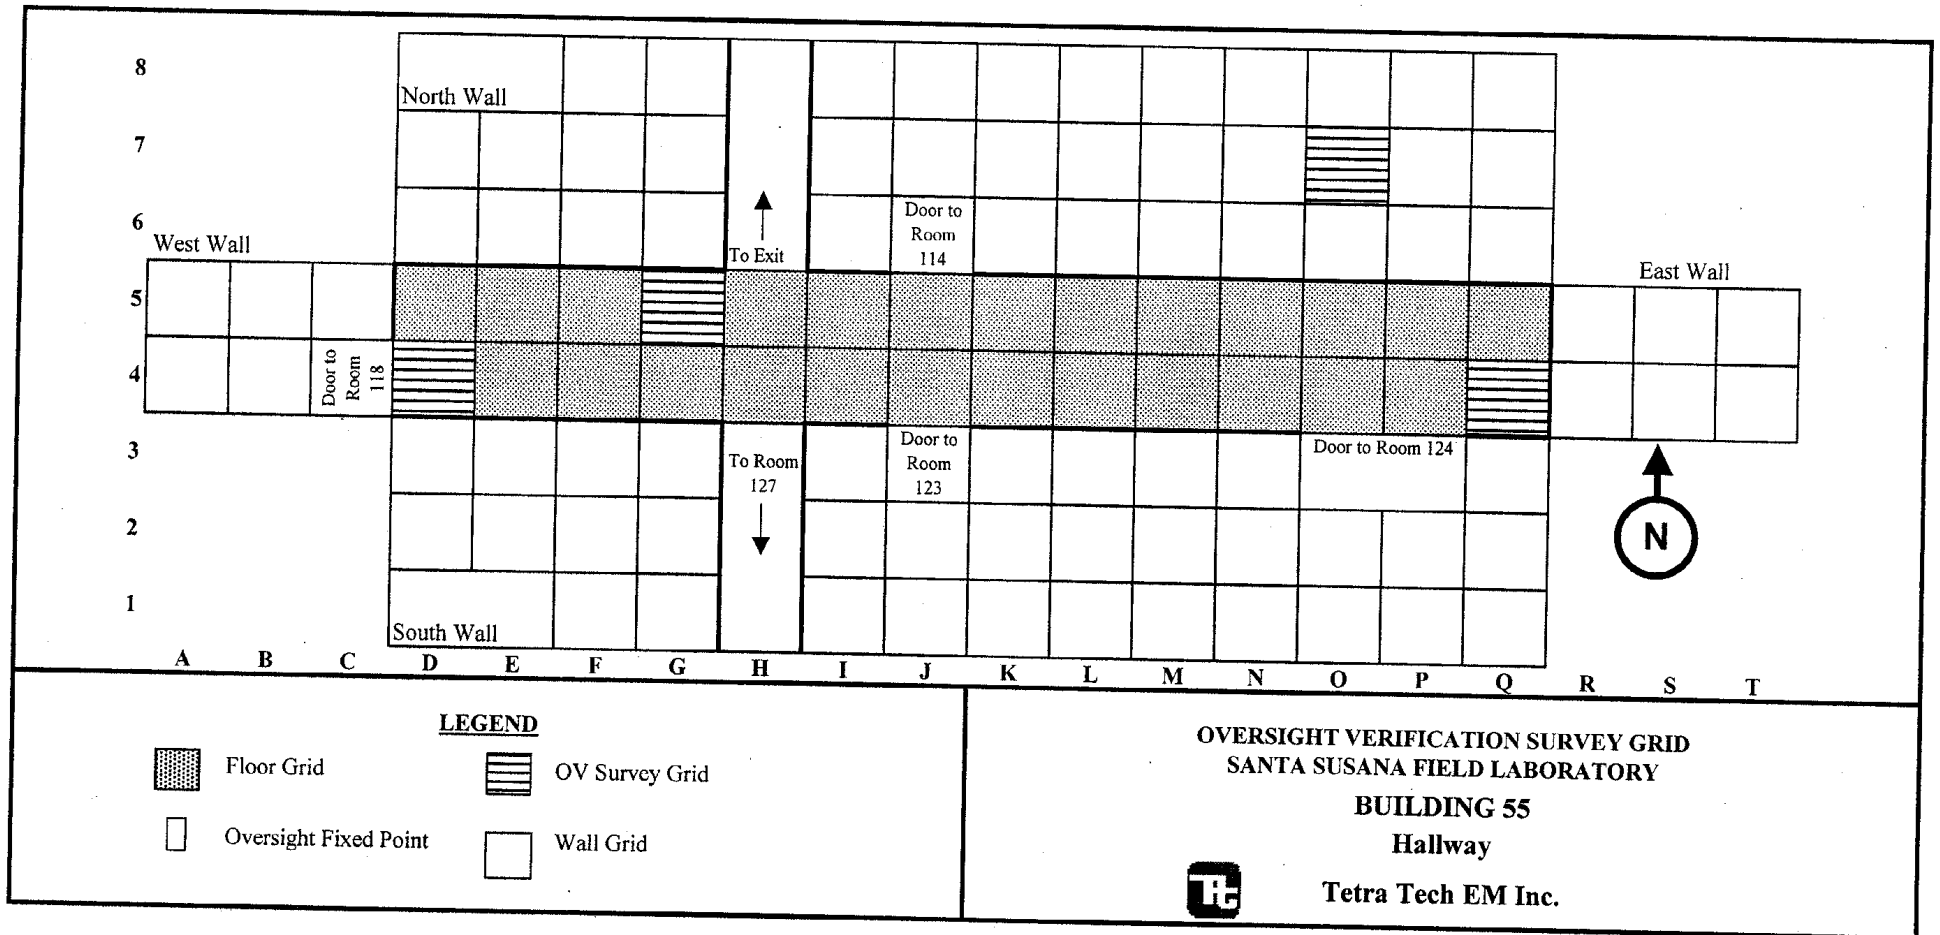 8
North Wall
7
6
Door to
Room
114
West Wall
To Exit
East Wall
5
4
Door to
Room
118
3
To Room
127
Door to
Room
123
Door to Room 124
2
N
1
South Wall
A B C D E F G H I J K L M N O P Q R S T
LEGEND
Floor Grid
OV Survey Grid
Oversight Fixed Point
Wall Grid
OVERSIGHT VERIFICATION SURVEY GRID
SANTA SUSANA FIELD LABORATORY
BUILDING 55
Hallway
Tetra Tech EM Inc.